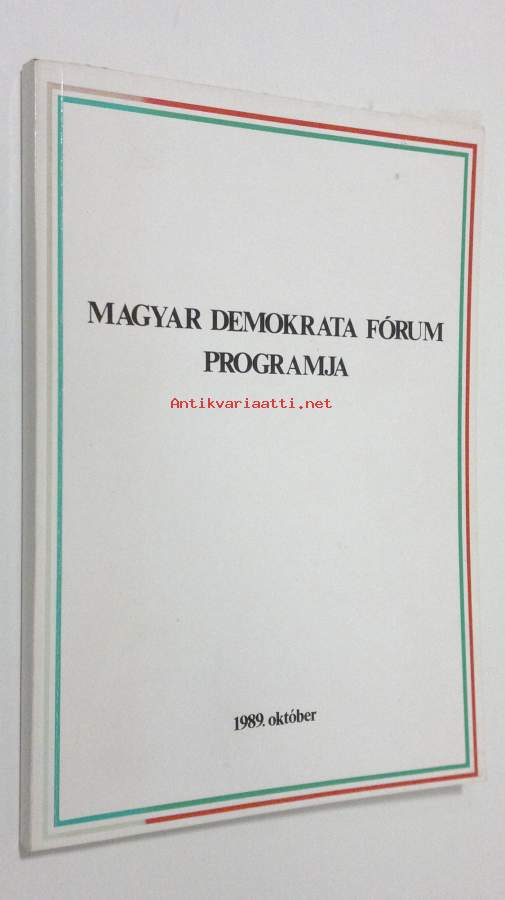 MAGYAR DEMOKRATA FÓRUM
PROGRAMJA
Antikvariaatti.net
1989. október